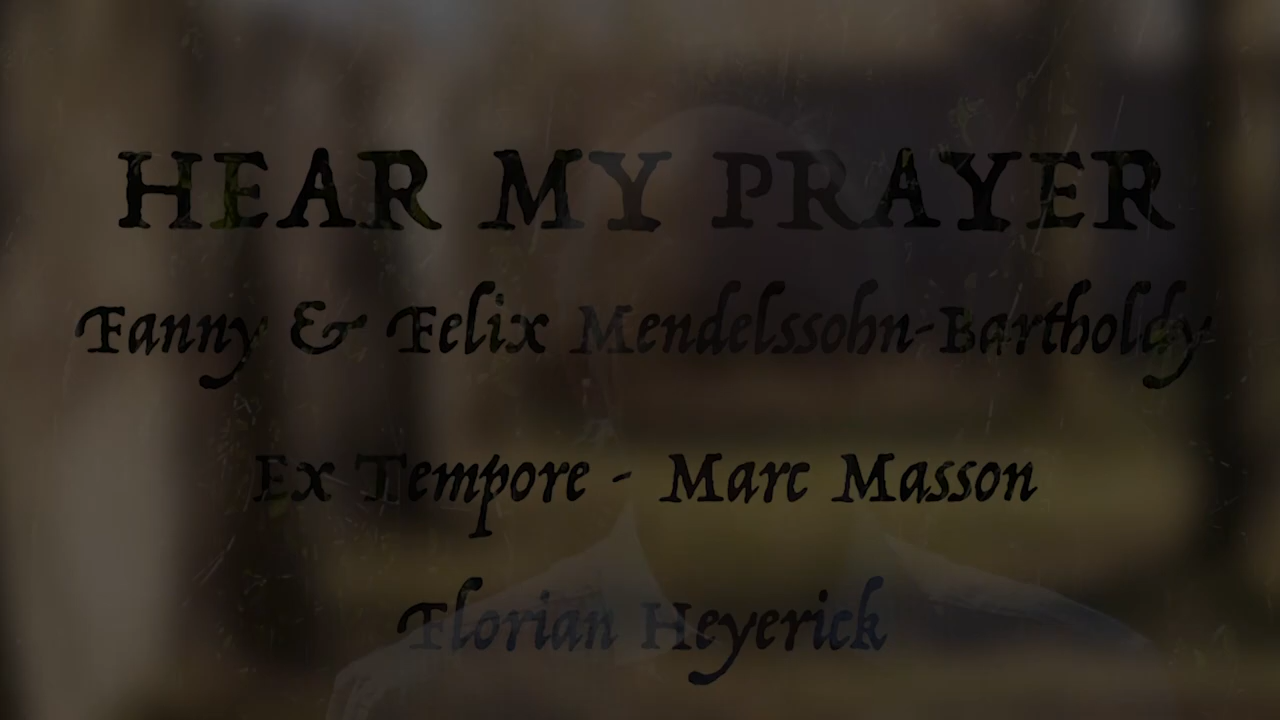 HEAR MY PRAYER
Fanny & Felix Mendelssohn-Bartholdy
Ex Tempore - Marc Masson
Florian Heyerick